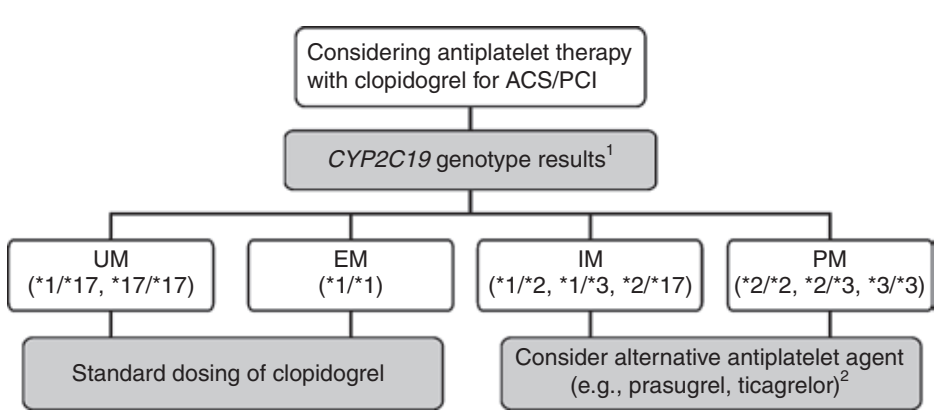 Considering antiplatelet therapy
with clopidogrel for ACS/PCI
CYP2C19 genotype results¹
UM
(*1/*17, *17/*17)
EM
(*1/*1)
IM
(*1/*2, *1/*3, *2/*17)
PM
(*2/*2, *2/*3, *3/*3)
Standard dosing of clopidogrel
Consider alternative antiplatelet agent
(e.g., prasugrel, ticagrelor)²